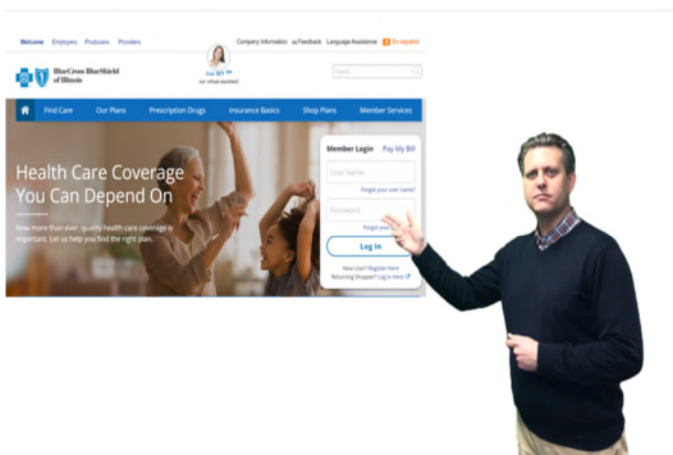 Welcome Employers Producers Providers
Company Information Feedback Language Assistance En español
BlueCross BlueShield
of Illinois
our virtual assistant
Search
Find Care Our Plans Prescription Drugs Insurance Basics Shop Plans Member Services
Health Care Coverage
You Can Depend On
Now more than ever, quality health care coverage is
important. Let us help you find the right plan.
Member Login Pay My Bill
User Name
Forgot your user name?
Password
Forgot your
Log In
New User? Register Here
Returning Shopper? Log in Here